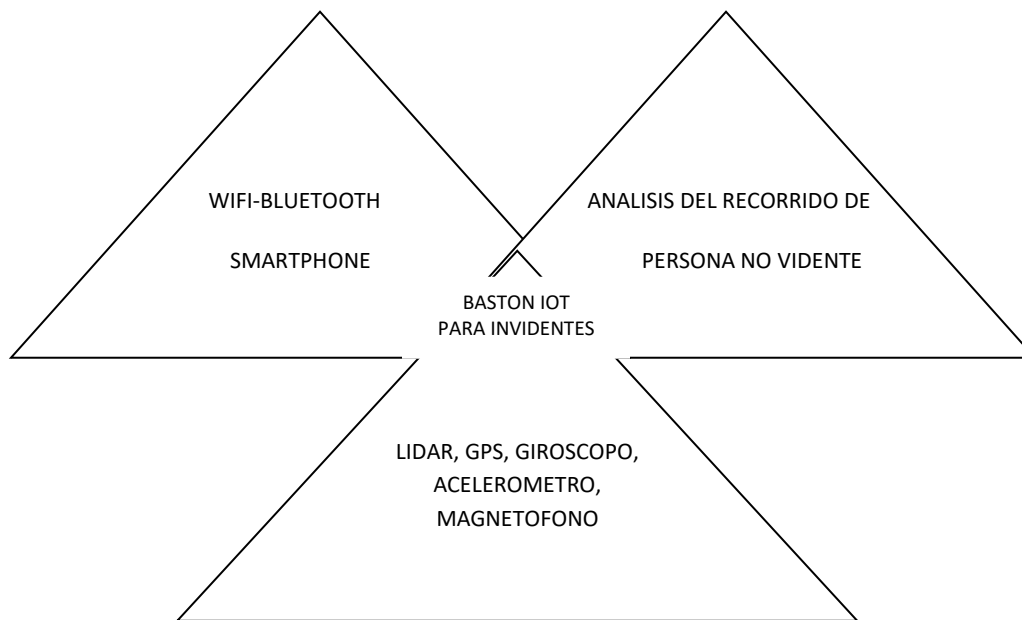 WIFI-BLUETOOTH
SMARTPHONE
ANALISIS DEL RECORRIDO DE
PERSONA NO VIDENTE
BASTON IOT
PARA INVIDENTES
LIDAR, GPS, GIROSCOPO,
ACELEROMETRO,
MAGNETOFONO